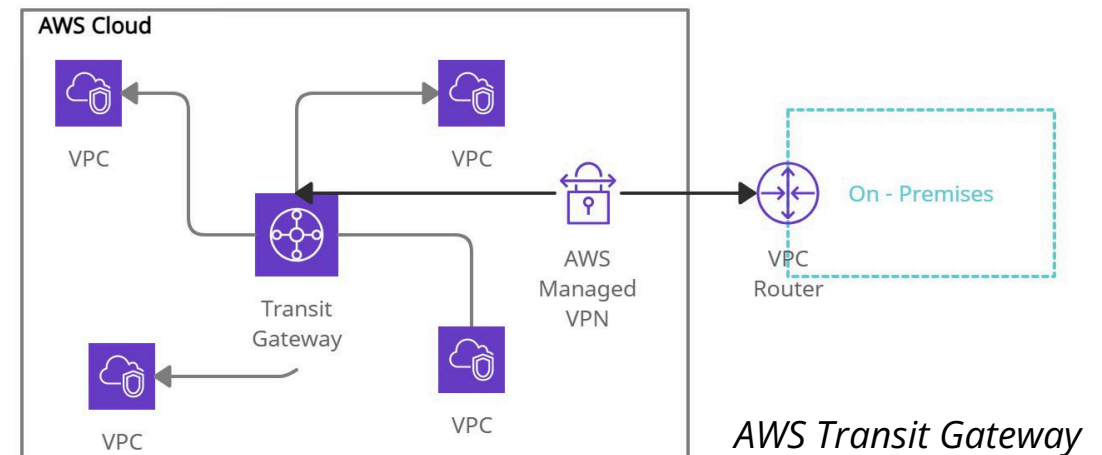 AWS Cloud
VPC
VPC
On - Premises
AWS
Managed
VPN
VPC
Router
Transit
Gateway
VPC
VPC
AWS Transit Gateway